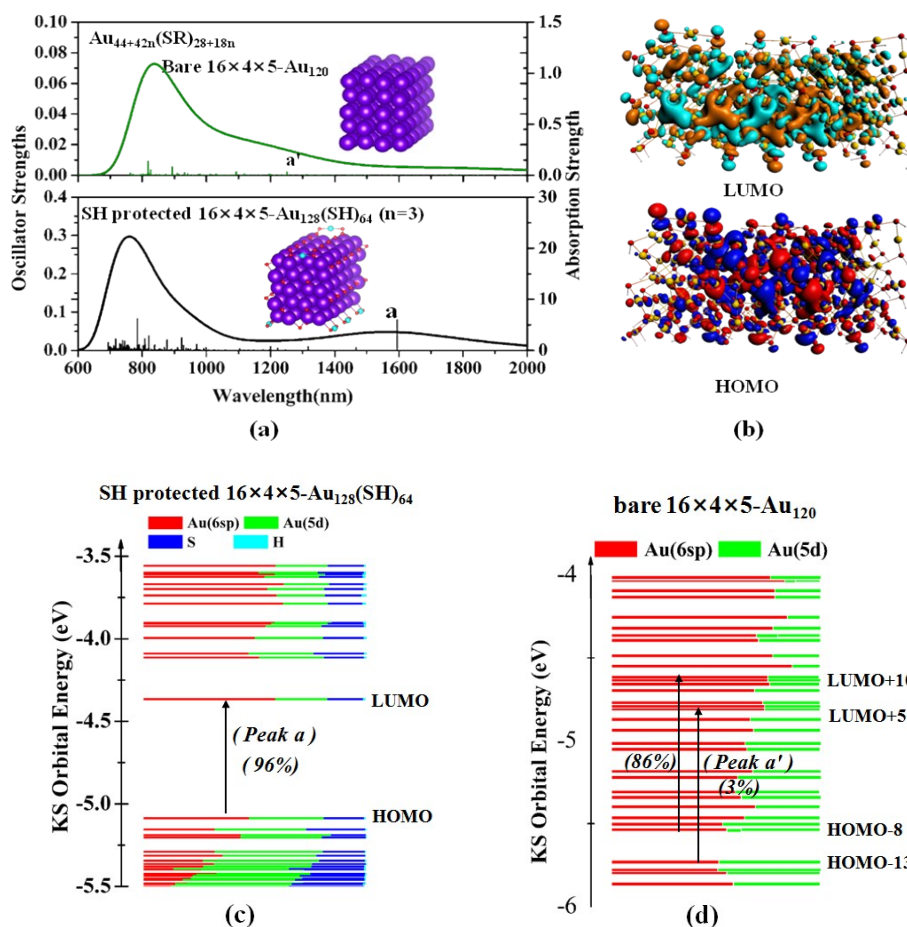 0.10
0.08
0.06
0.04
0.02
0.00
Au44+42n(SR)28+18n
Bare 16×4×5-Au120
a'
1.5
1.0
0.5
0.0
Oscillator Strengths
Absorption Strength
0.4
0.3
0.2
0.1
0.0
SH protected 16×4×5-Au128(SH)64 (n=3)
a
30
20
10
0
600 800 1000 1200 1400 1600 1800 2000
Wavelength(nm)
(a)
LUMO
HOMO
(b)
SH protected 16×4×5-Au128(SH)64
Au(6sp) Au(5d)
S H
KS Orbital Energy (eV)
-3.5
-4.0
-4.5
-5.0
-5.5
LUMO
( Peak a )
( 96%)
HOMO
(c)
bare 16×4×5-Au120
Au(6sp) Au(5d)
KS Orbital Energy (eV)
-4
-5
-6
LUMO+10
LUMO+5
(86%)
( Peak a' )
(3%)
HOMO-8
HOMO-13
(d)